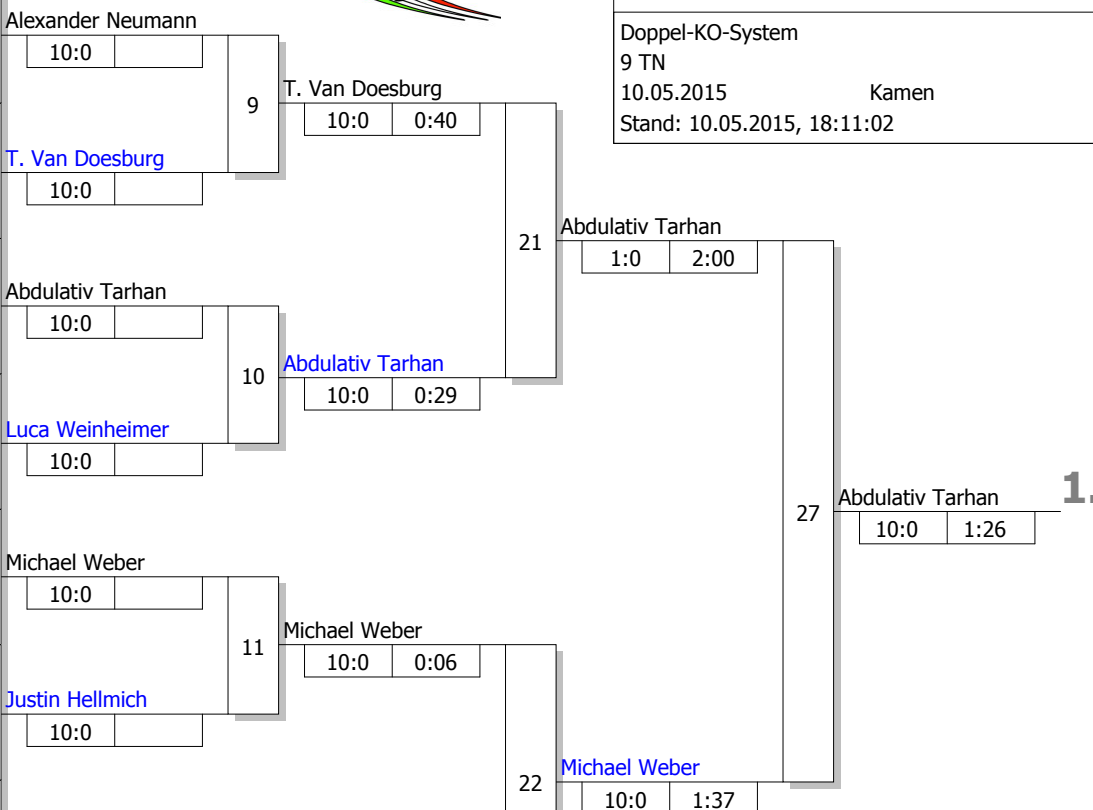 Doppel-KO-System
9 TN
10.05.2015 Kamen
Stand: 10.05.2015, 18:11:02
Alexander Neumann
10:0
9
T. Van Doesburg
10:0 0:40
T. Van Doesburg
10:0
21
Abdulativ Tarhan
1:0 2:00
Abdulativ Tarhan
10:0
10
Abdulativ Tarhan
10:0 0:29
Luca Weinheimer
10:0
27
Abdulativ Tarhan
1.
10:0 1:26
Michael Weber
10:0
11
Michael Weber
10:0 0:06
Justin Hellmich
10:0
22
Michael Weber
10:0 1:37